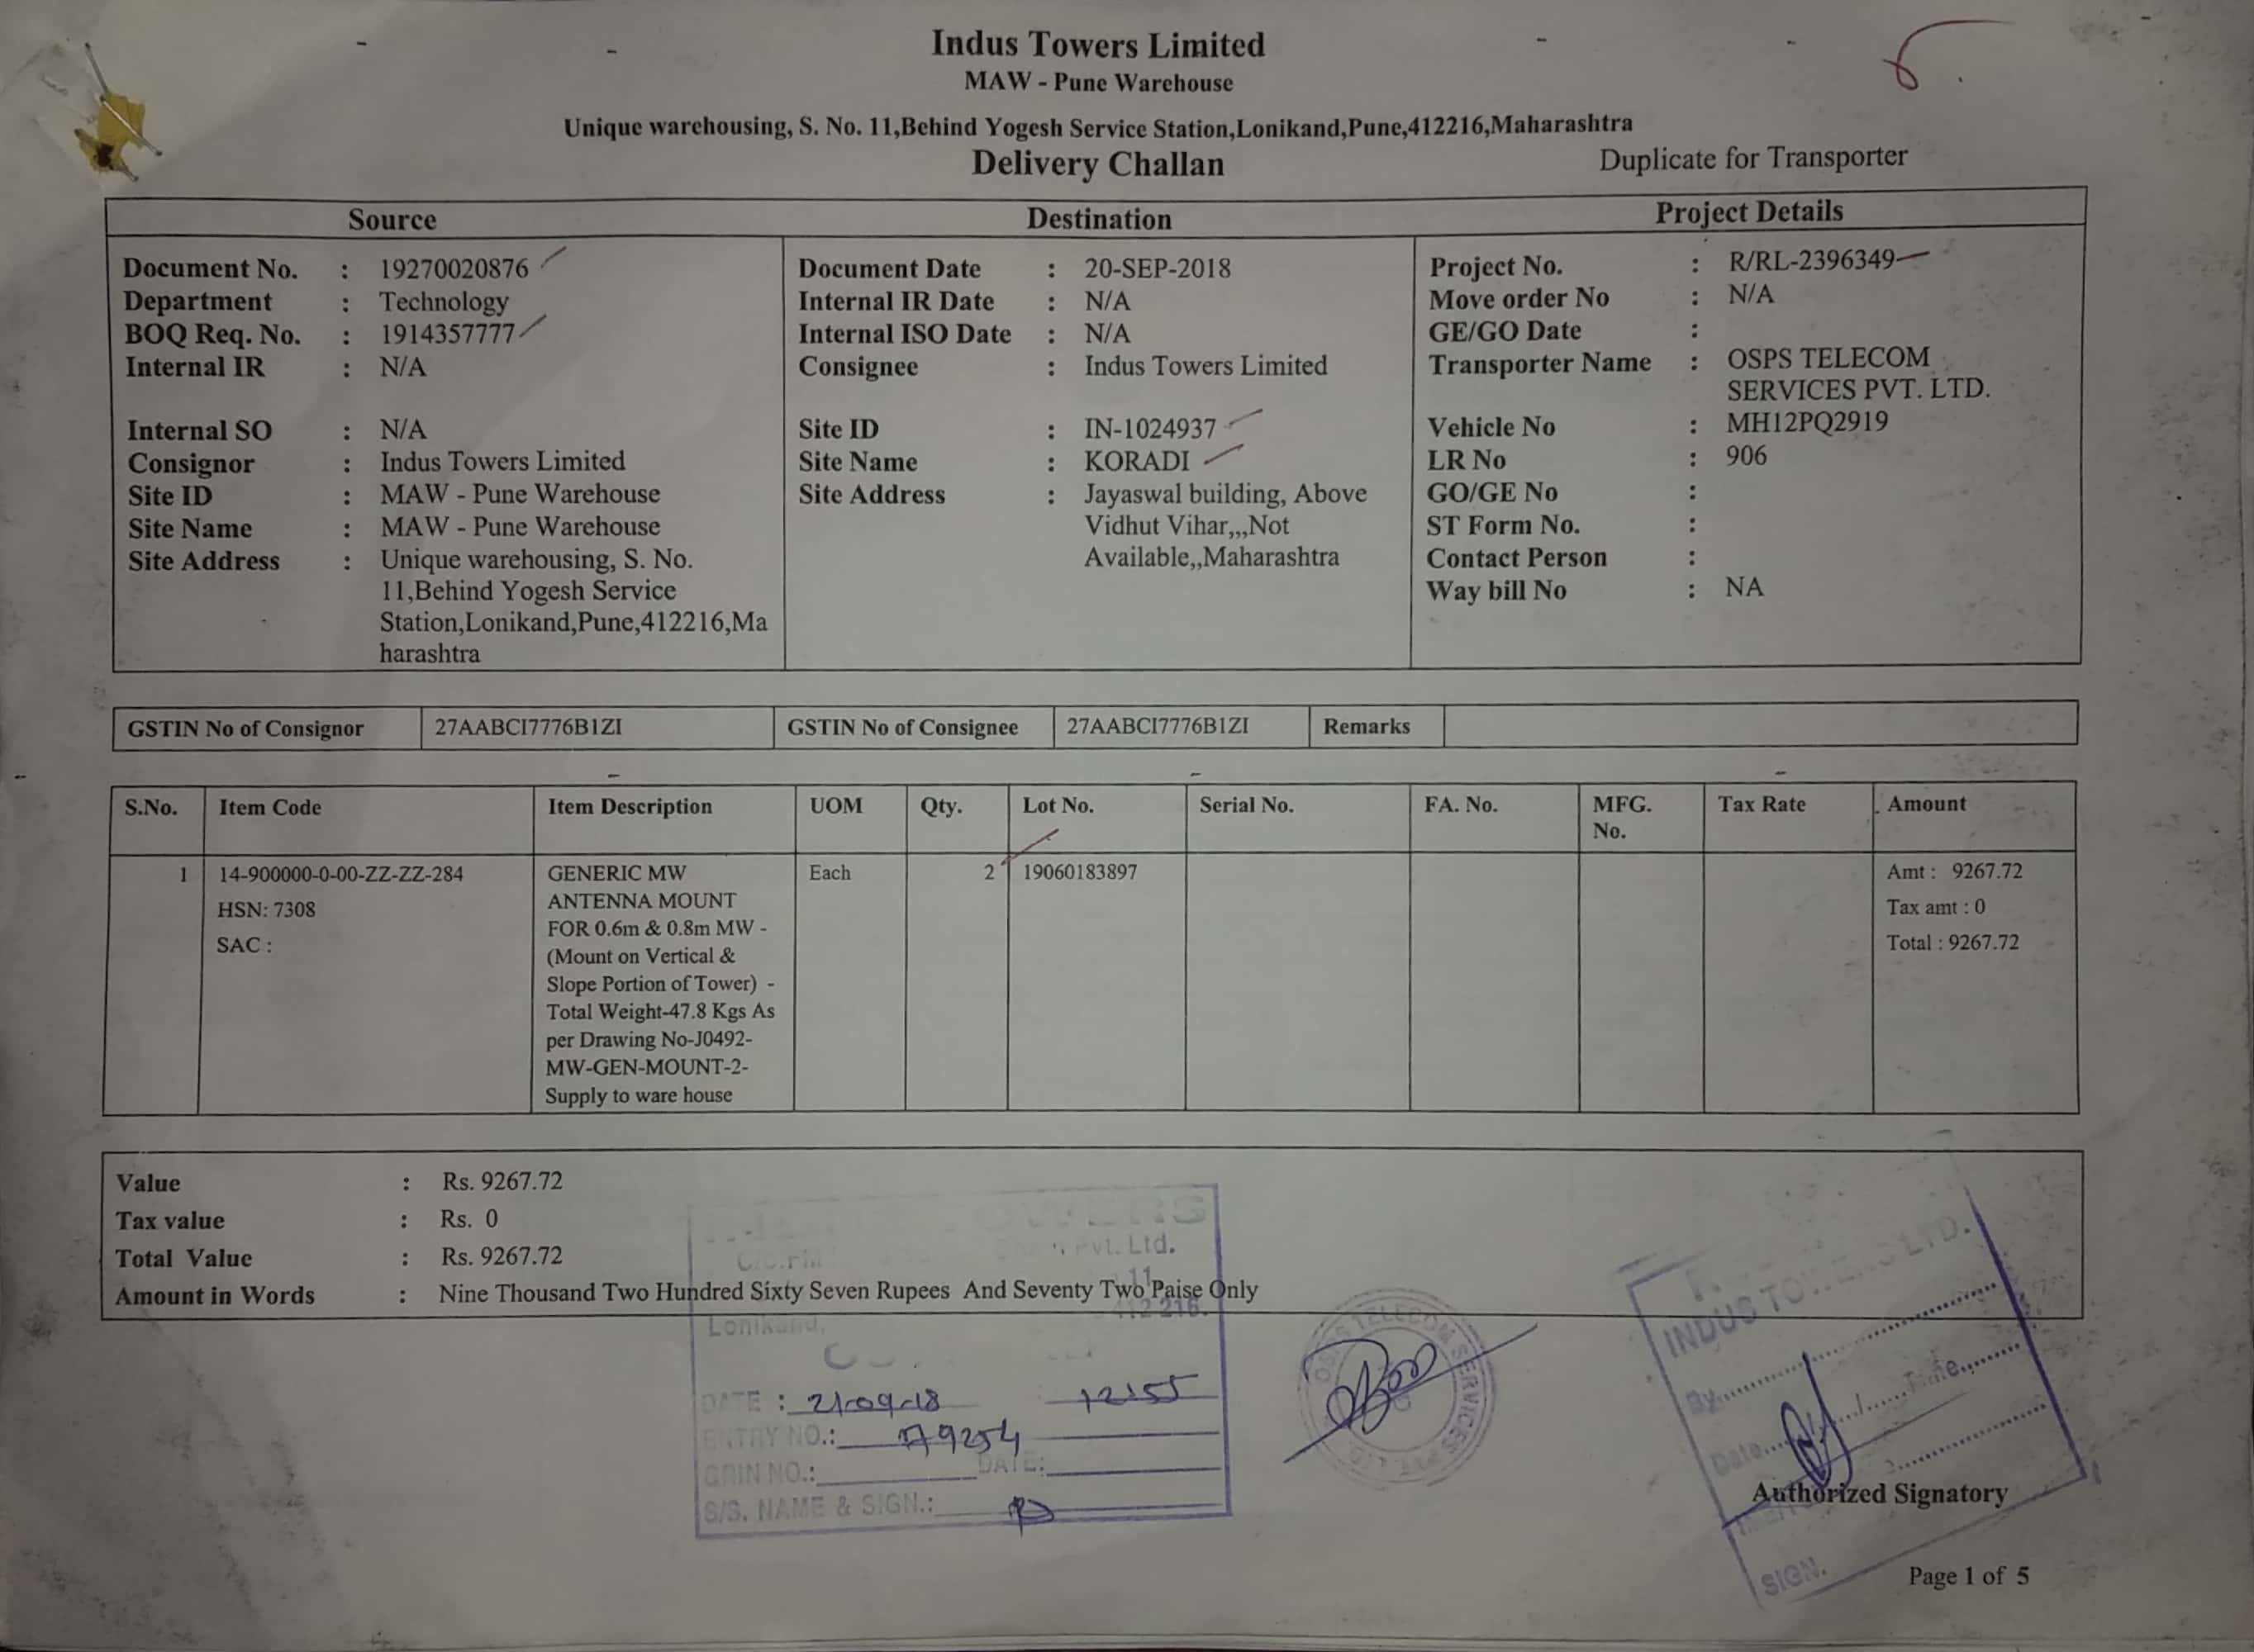 Indus Towers Limited
MAW - Pune Warehouse
Unique warehousing, S. No. 11,Behind Yogesh Service Station,Lonikand,Pune,412216,Maharashtra
Delivery Challan
Duplicate for Transporter
Source
Document No. : 19270020876
Department : Technology
BOQ Req. No. : 1914357777
Internal IR : N/A
Internal SO : N/A
Consignor : Indus Towers Limited
Site ID : MAW - Pune Warehouse
Site Name : MAW - Pune Warehouse
Site Address : Unique warehousing, S. No.
11,Behind Yogesh Service
Station,Lonikand,Pune,412216,Ma
harashtra
Destination
Document Date : 20-SEP-2018
Internal IR Date : N/A
Internal ISO Date : N/A
Consignee : Indus Towers Limited
Site ID : IN-1024937
Site Name : KORADI
Site Address : Jayaswal building, Above
Vidhut Vihar,,,Not
Available,,Maharashtra
Project Details
Project No. : R/RL-2396349
Move order No : N/A
GE/GO Date :
Transporter Name : OSPS TELECOM
SERVICES PVT. LTD.
Vehicle No : MH12PQ2919
LR No : 906
GO/GE No :
ST Form No. :
Contact Person :
Way bill No : NA
GSTIN No of Consignor 27AABCI7776B1ZI GSTIN No of Consignee 27AABCI7776B1ZI Remarks
S.No. Item Code Item Description UOM Qty. Lot No. Serial No. FA. No. MFG. Tax Rate Amount
No.
1 14-900000-0-00-ZZ-ZZ-284 GENERIC MW Each 2 19060183897 Amt : 9267.72
HSN: 7308 ANTENNA MOUNT Tax amt : 0
SAC : FOR 0.6m & 0.8m MW - Total : 9267.72
(Mount on Vertical &
Slope Portion of Tower) -
Total Weight-47.8 Kgs As
per Drawing No-J0492-
MW-GEN-MOUNT-2-
Supply to ware house
Value : Rs. 9267.72
Tax value : Rs. 0
Total Value : Rs. 9267.72
Amount in Words : Nine Thousand Two Hundred Sixty Seven Rupees And Seventy Two Paise Only
Pvt. Ltd.
11
412 216.
Lonikand,
DATE : 21-09-18 12:55
ENTRY NO.: 79254
GRIN NO.: DATE:
S/S. NAME & SIGN.:
TELECOM SERVICES
INDUS TOWERS LTD.
By
Date Time
Authorized Signatory
SIGN.
Page 1 of 5